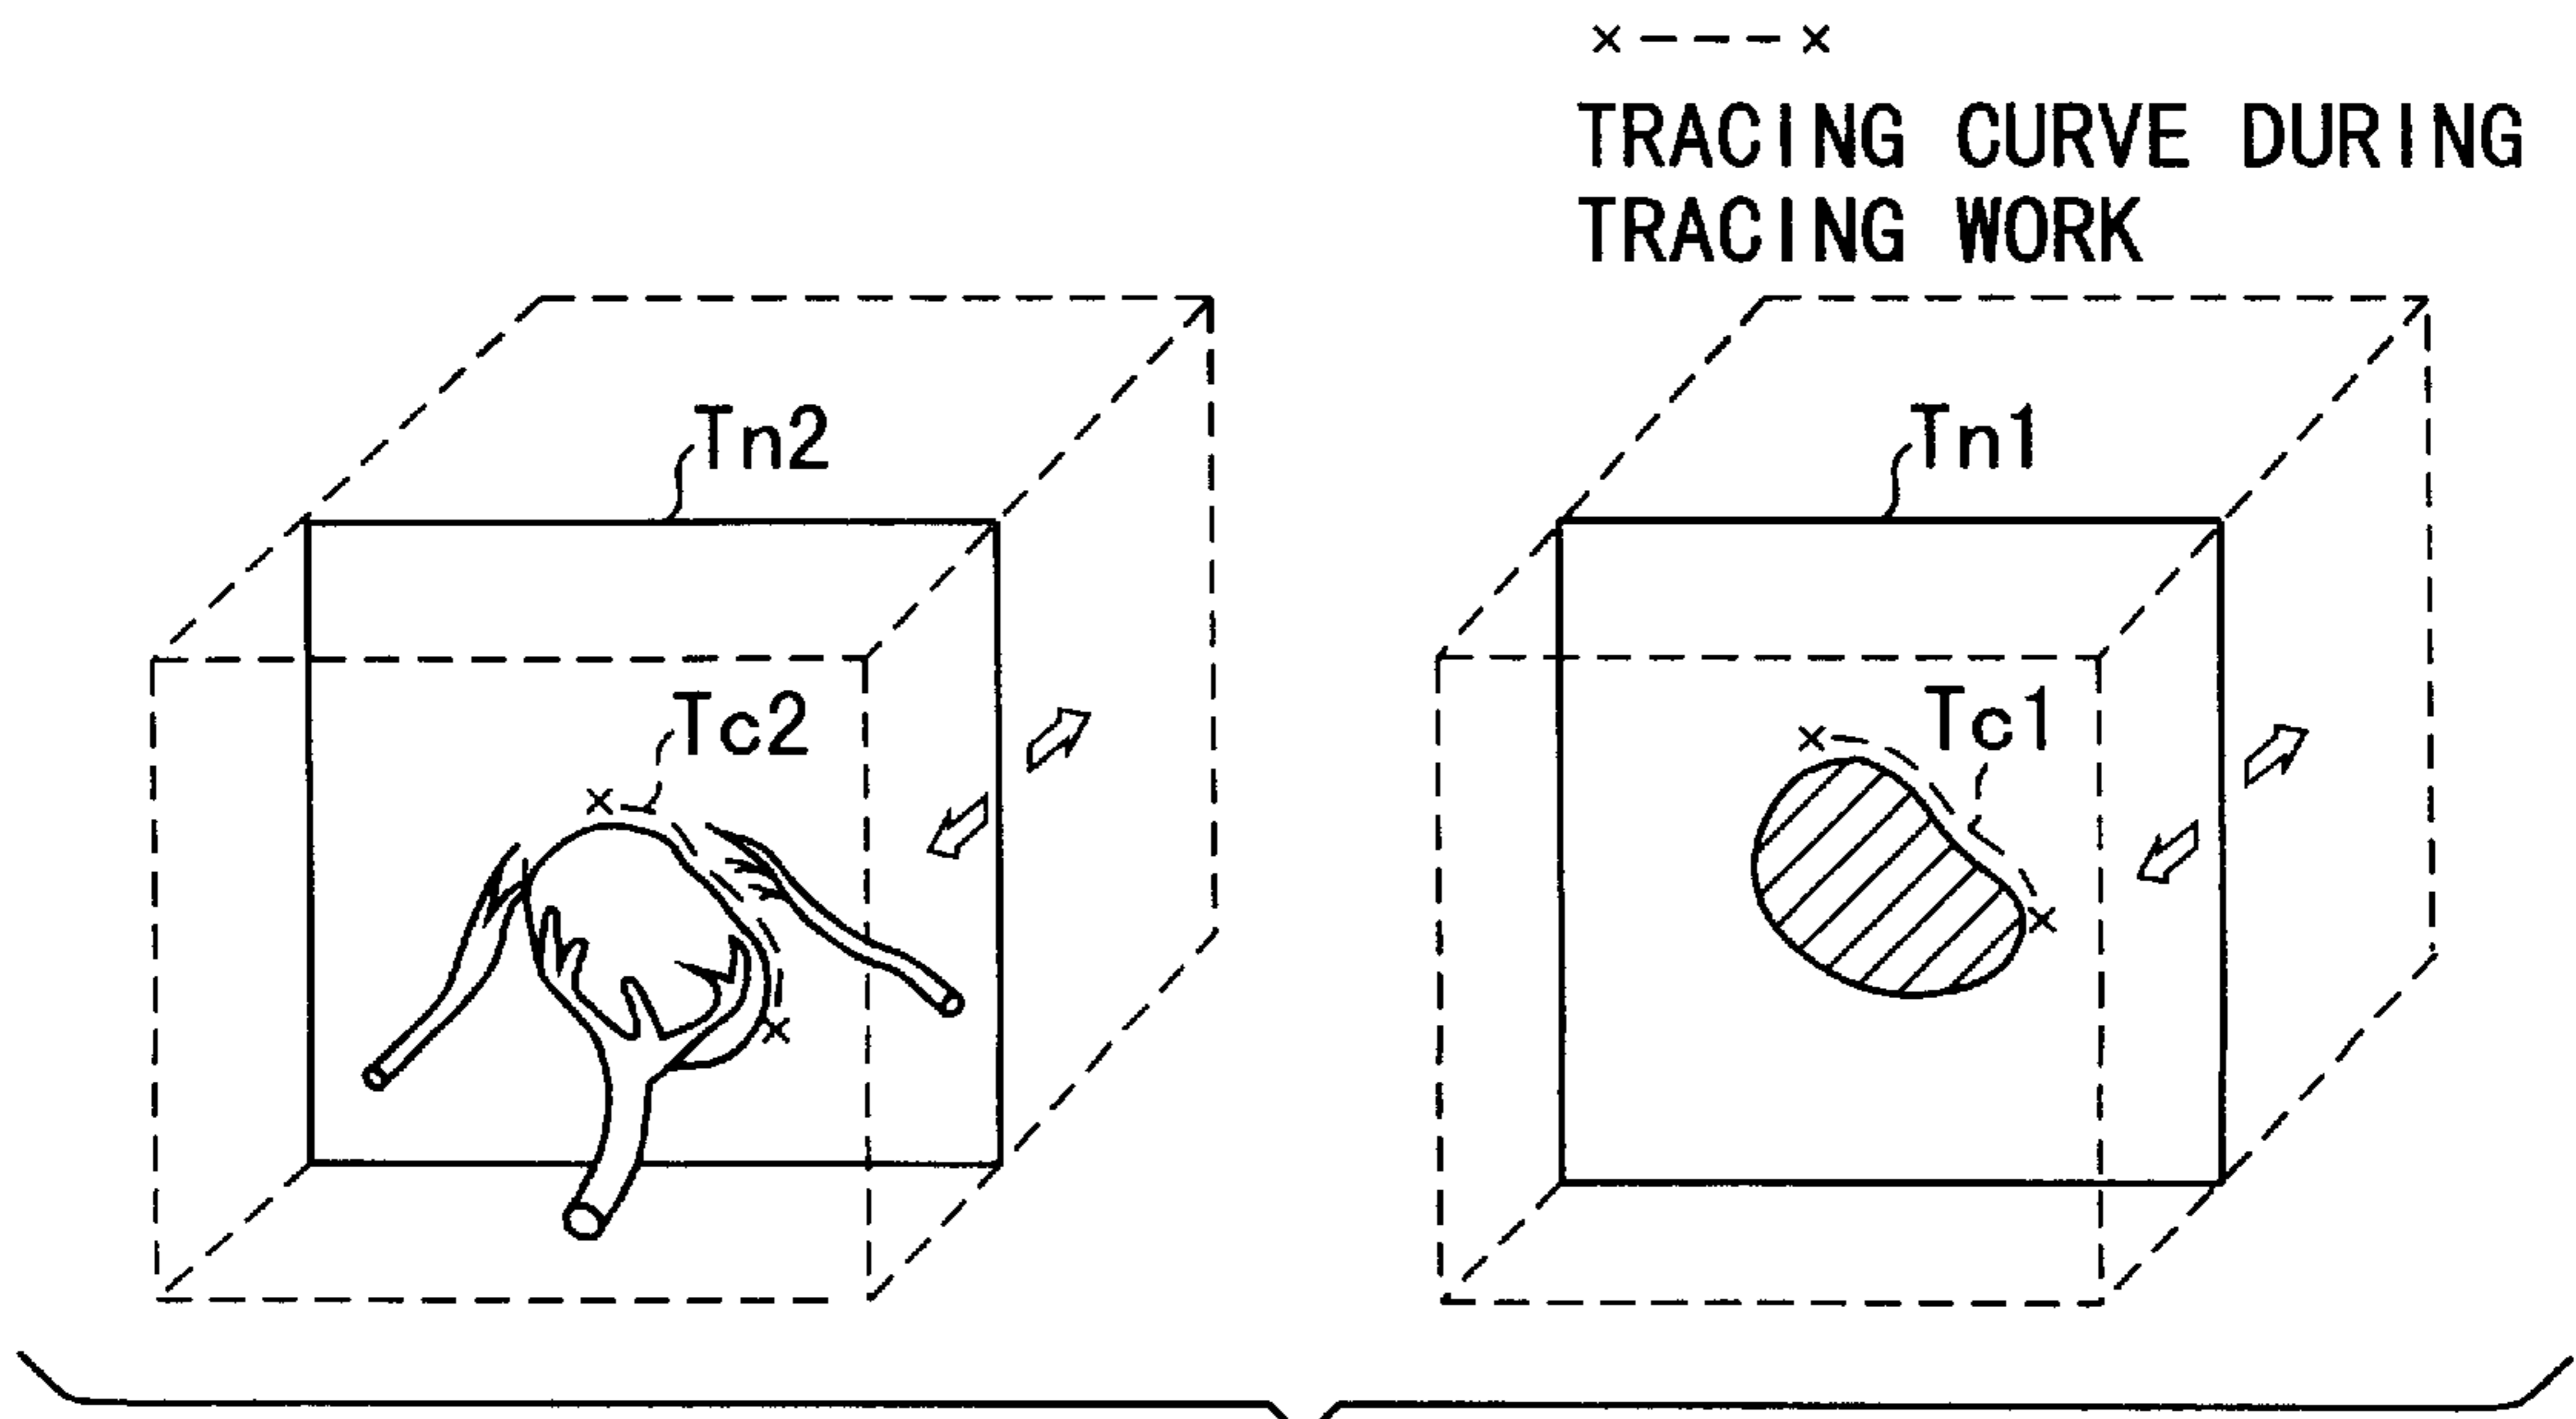 ×----×
TRACING CURVE DURING
TRACING WORK
Tn2
Tn1
Tc2
Tc1